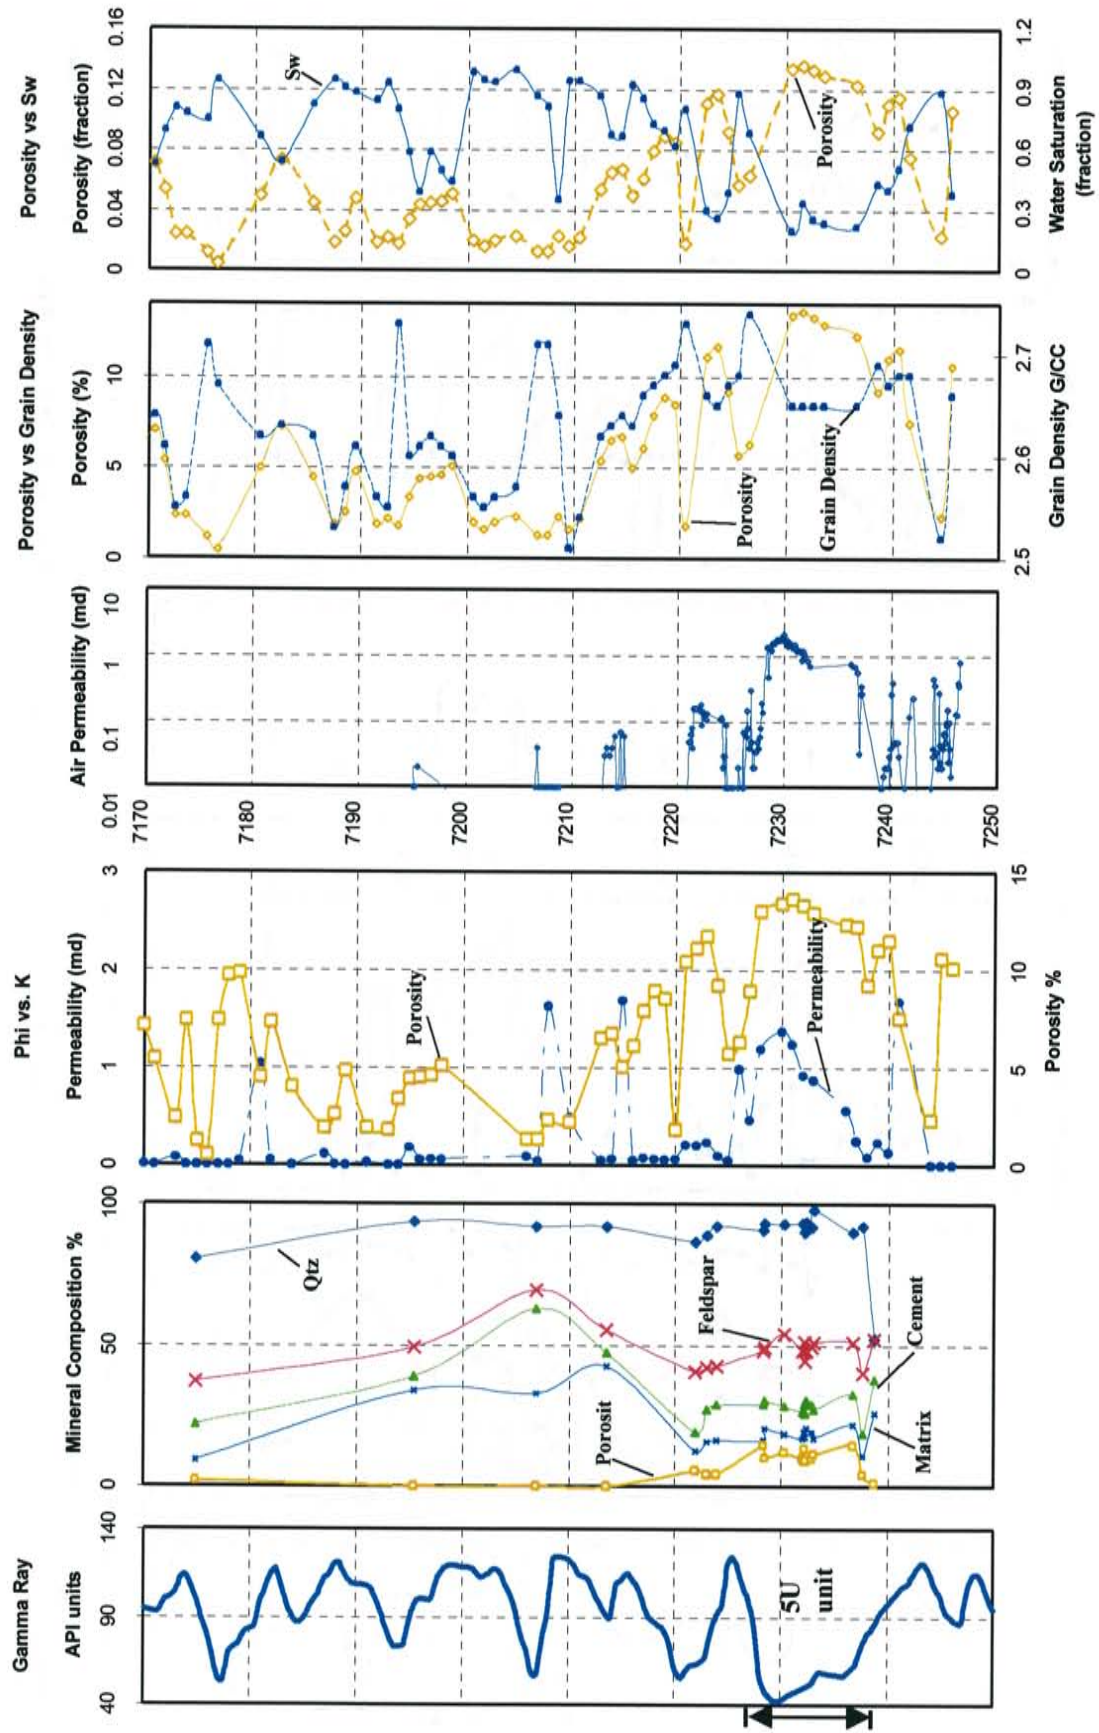 Gamma Ray
API units
40
90
140
5U
unit
Mineral Composition %
0
50
100
Qtz
Porosit
Feldspar
Cement
Matrix
Phi vs. K
Permeability (md)
0
1
2
3
Porosity
Permeability
0
5
10
15
Porosity %
7170
7180
7190
7200
7210
7220
7230
7240
7250
Air Permeability (md)
0.01
0.1
1
10
Porosity vs Grain Density
Porosity (%)
0
5
10
Porosity
Grain Density
2.5
2.6
2.7
Grain Density G/CC
Porosity vs Sw
Porosity (fraction)
0
0.04
0.08
0.12
0.16
Sw
Porosity
0
0.3
0.6
0.9
1.2
Water Saturation
(fraction)